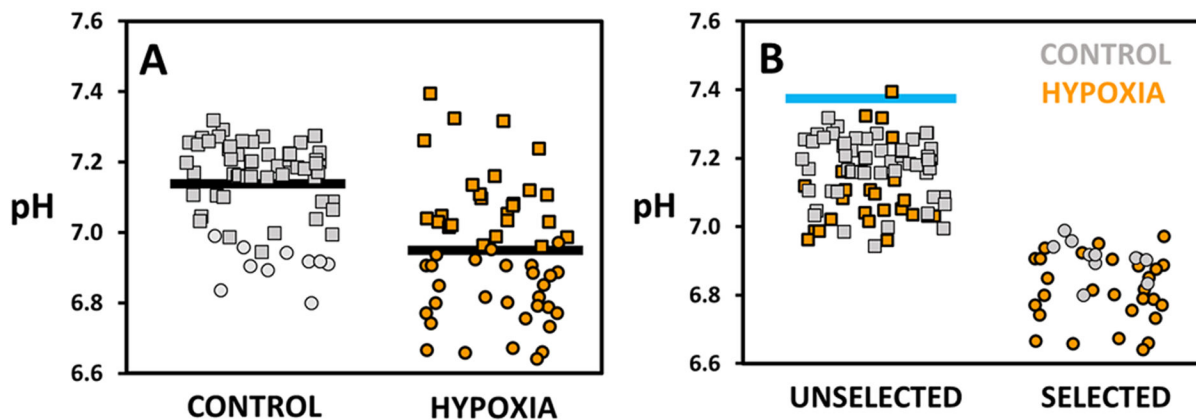 A
pH
7.6
7.4
7.2
7.0
6.8
6.6
CONTROL HYPOXIA
B
CONTROL
HYPOXIA
pH
7.6
7.4
7.2
7.0
6.8
6.6
UNSELECTED SELECTED